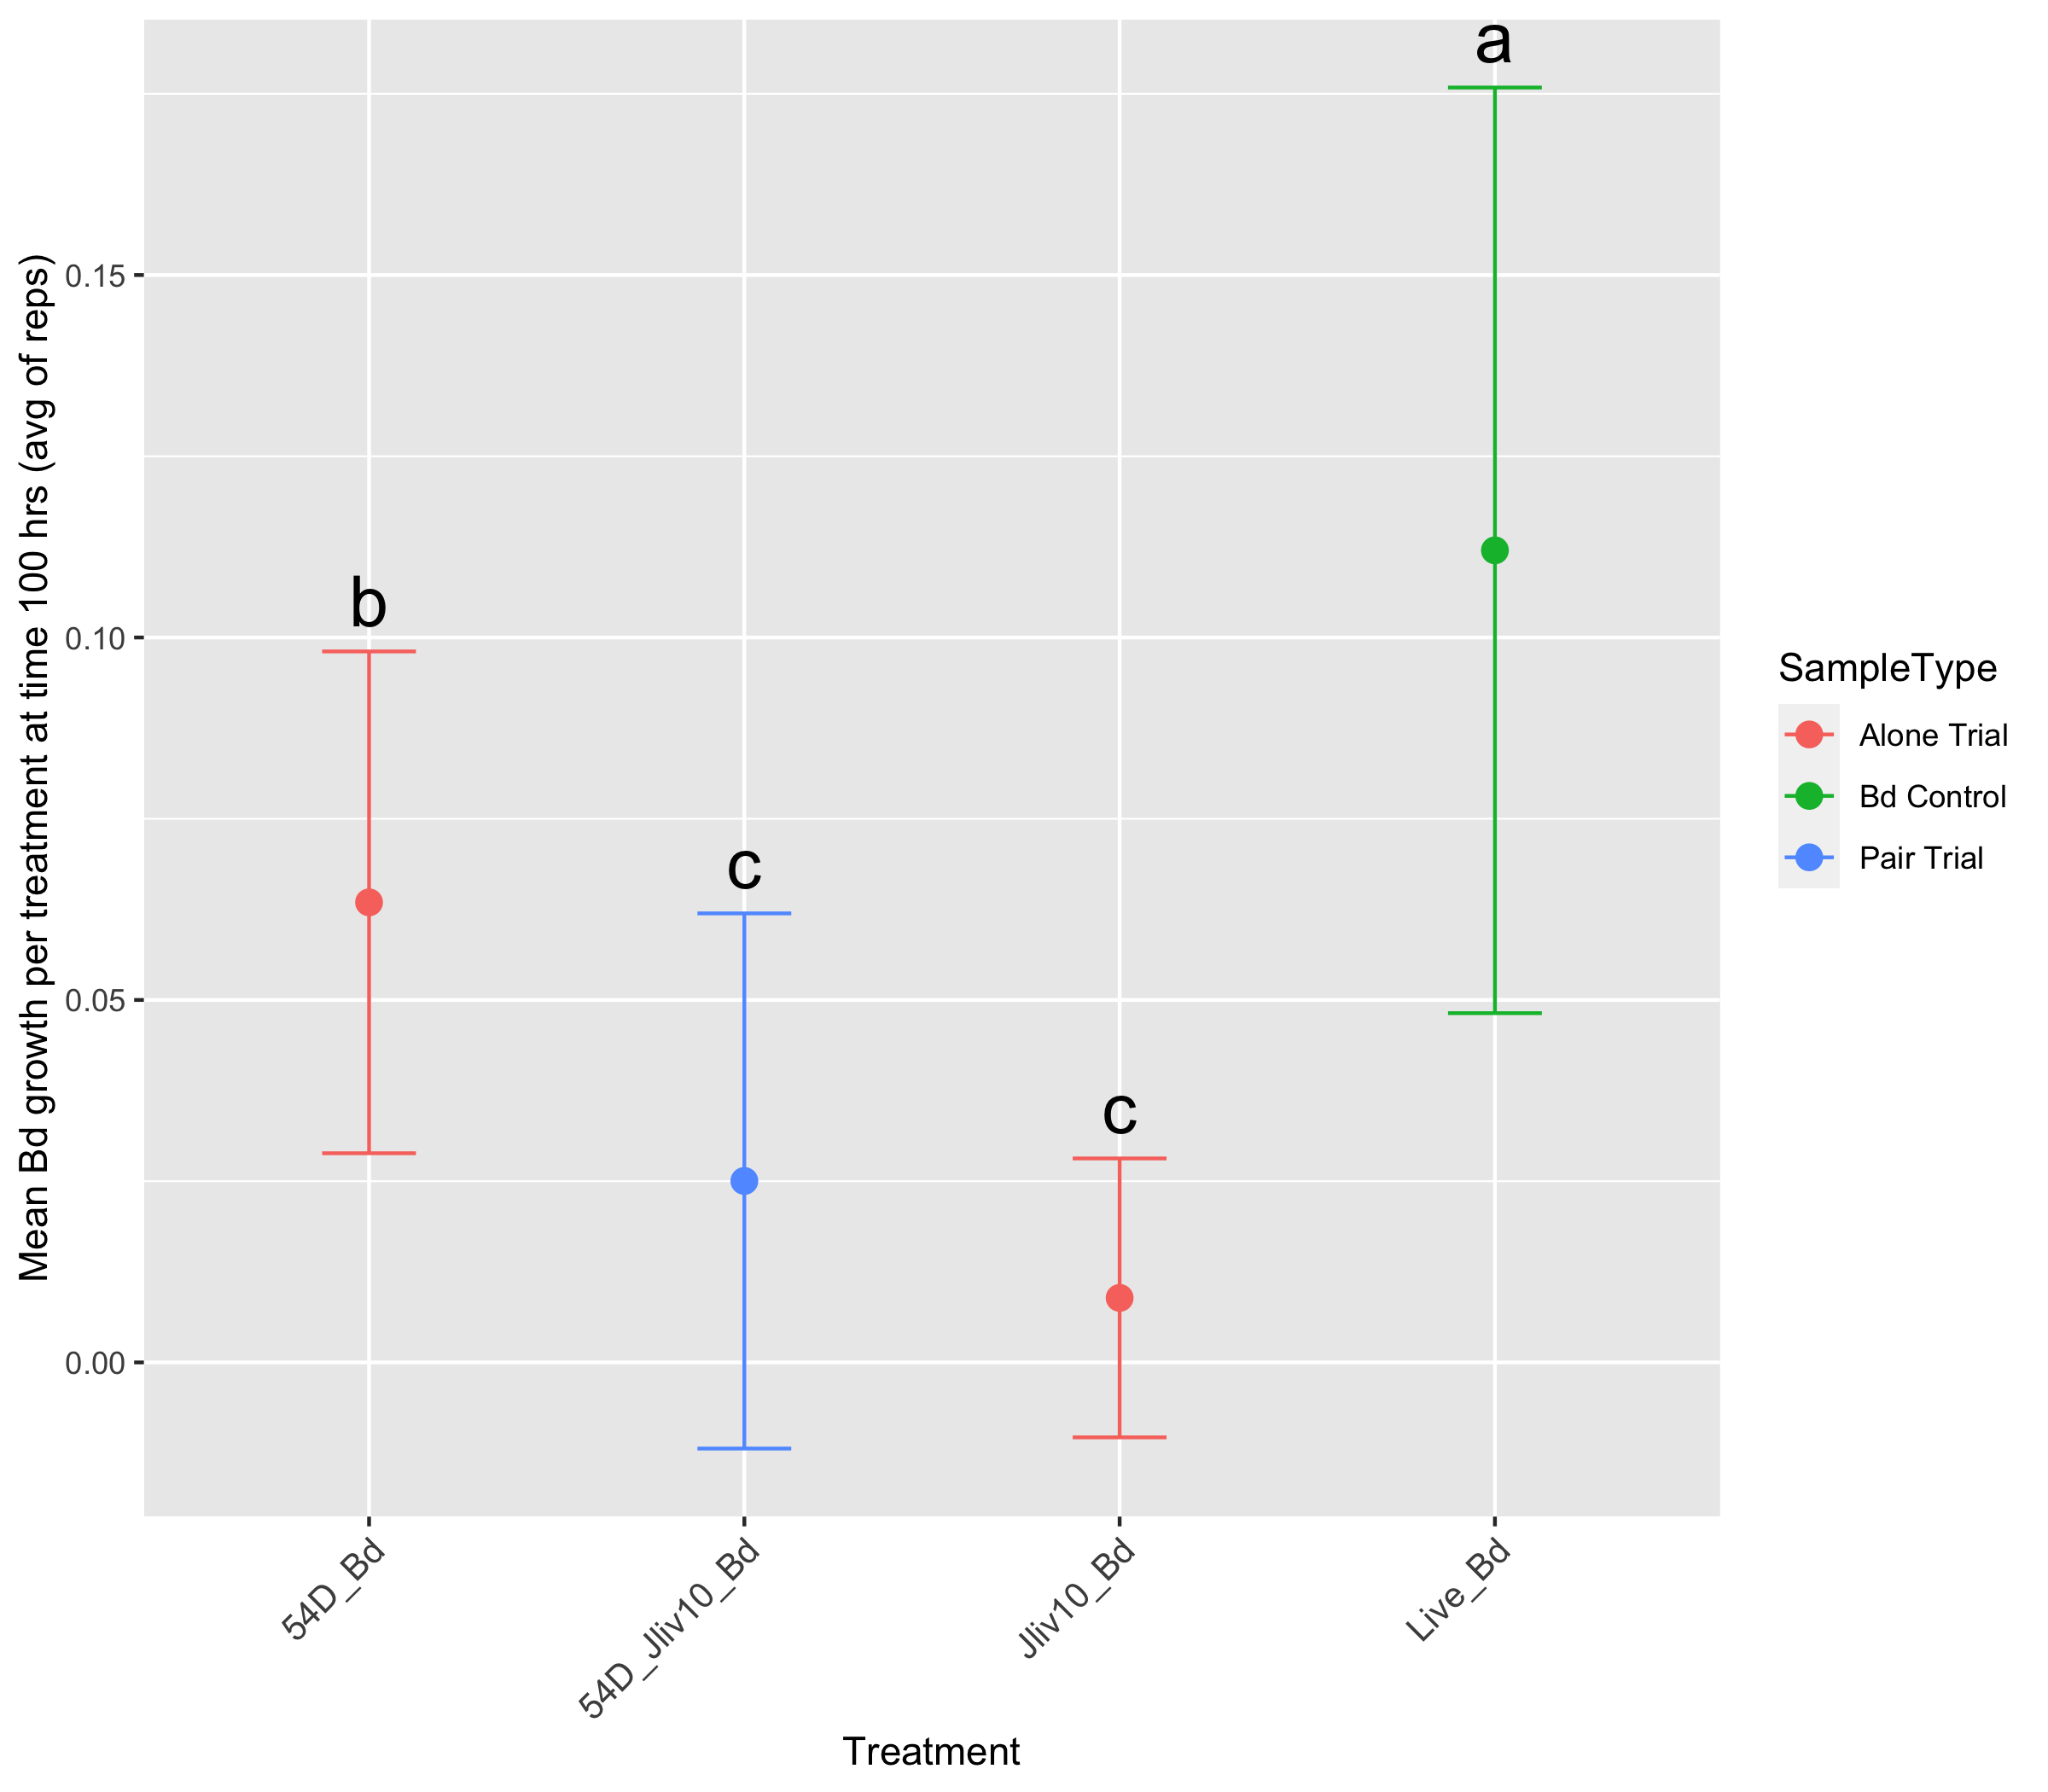 Mean Bd growth per treatment at time 100 hrs (avg of reps)
0.15
0.10
0.05
0.00
a
b
c
c
54D_Bd
54D_Jliv10_Bd
Jliv10_Bd
Live_Bd
Treatment
SampleType
Alone Trial
Bd Control
Pair Trial